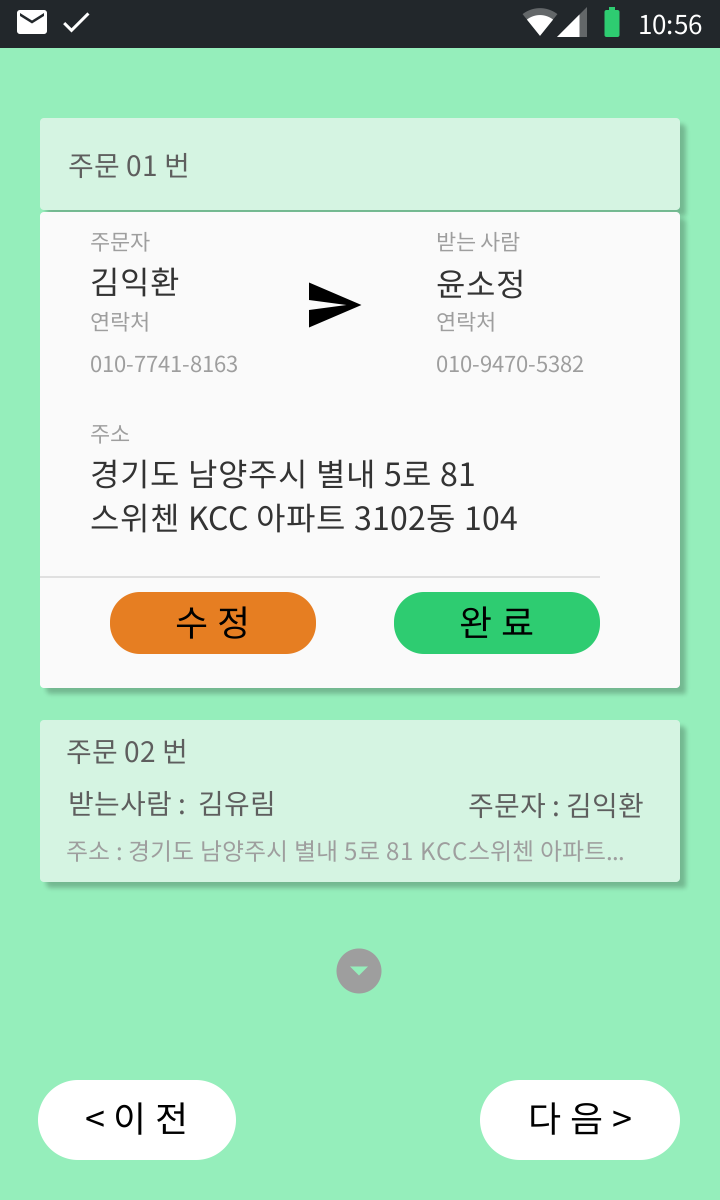 10:56
주문 01 번
주문자
받는 사람
김익환
윤소정
연락처
연락처
010-7741-8163
010-9470-5382
주소
경기도 남양주시 별내 5로 81
스위첸 KCC 아파트 3102동 104
수 정
완 료
주문 02 번
받는사람 : 김유림
주문자 : 김익환
주소 : 경기도 남양주시 별내 5로 81 KCC스위첸 아파트...
< 이 전
다 음 >